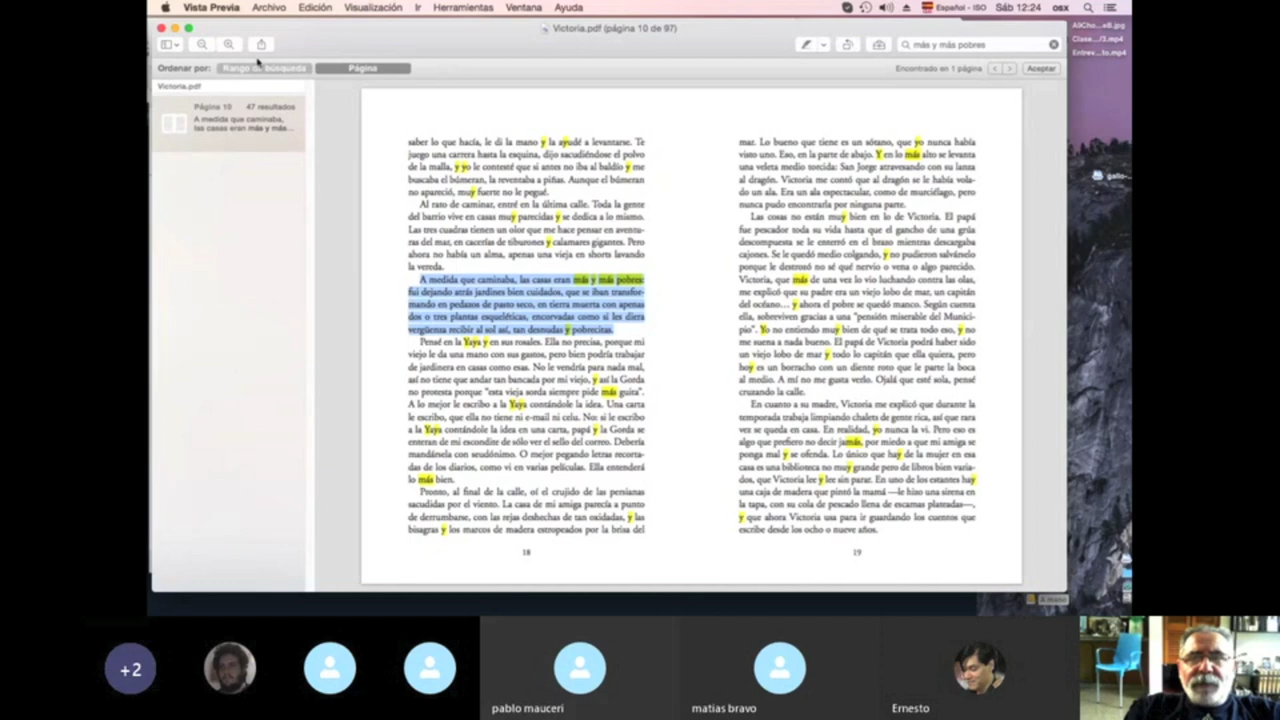 Vista Previa Archivo Edición Visualización Ir Herramientas Ventana Ayuda Español - ISO Sáb 12:24 OSX
Victoria.pdf (página 10 de 97)
más y más pobres
Ordenar por: Rango de búsqueda Página Encontrado en 1 página Aceptar
Victoria.pdf
Página 10 47 resultados
A medida que caminaba,
las casas eran más y más...
saber lo que hacía, le di la mano y la ayudé a levantarse. Te
juego una carrera hasta la esquina, dijo sacudiéndose el polvo
de la malla, y yo le contesté que si antes no iba al baldío y me
buscaba el búmeran, la reventaba a piñas. Aunque el búmeran
no apareció, muy fuerte no le pegué.
Al rato de caminar, entré en la última calle. Toda la gente
del barrio vive en casas muy parecidas y se dedica a lo mismo.
Las tres cuadras tienen un olor que me hace pensar en aventu-
ras del mar, en cacerías de tiburones y calamares gigantes. Pero
ahora no había un alma, apenas una vieja en shorts lavando
la vereda.
A medida que caminaba, las casas eran más y más pobres:
fui dejando atrás jardines bien cuidados, que se iban transfor-
mando en pedazos de pasto seco, en tierra muerta con apenas
dos o tres plantas esqueléticas, encorvadas como si les diera
vergüenza recibir al sol así, tan desnudas y pobrecitas.
Pensé en la Yaya y en sus rosales. Ella no precisa, porque mi
viejo le da una mano con sus gastos, pero bien podría trabajar
de jardinera en casas como esas. No le vendría para nada mal,
así no tiene que andar tan bancada por mi viejo, y así la Gorda
no protesta porque “esta vieja sorda siempre pide más guita”.
A lo mejor le escribo a la Yaya contándole la idea. Una carta
le escribo, que ella no tiene ni e-mail ni celu. No: si le escribo
a la Yaya contándole la idea en una carta, papá y la Gorda se
enteran de mi escondite de sólo ver el sello del correo. Debería
mandársela con seudónimo. O mejor pegando letras recorta-
das de los diarios, como vi en varias películas. Ella entenderá
lo más bien.
Pronto, al final de la calle, oí el crujido de las persianas
sacudidas por el viento. La casa de mi amiga parecía a punto
de derrumbarse, con las rejas deshechas de tan oxidadas, y las
bisagras y los marcos de madera estropeados por la brisa del
18
mar. Lo bueno que tiene es un sótano, que yo nunca había
visto uno. Eso, en la parte de abajo. Y en lo más alto se levanta
una veleta medio torcida: San Jorge atravesando con su lanza
al dragón. Victoria me contó que al dragón se le había vola-
do un ala. Era un ala espectacular, como de murciélago, pero
nunca pudo encontrarla por ninguna parte.
Las cosas no están muy bien en lo de Victoria. El papá
fue pescador toda su vida hasta que el gancho de una grúa
descompuesta se le enterró en el brazo mientras descargaba
cajones. Se le quedó medio colgando, y no pudieron salvárselo
porque le destrozó no sé qué nervio o vena o algo parecido.
Victoria, que más de una vez lo vio luchando contra las olas,
me explicó que su padre era un viejo lobo de mar, un capitán
del océano... y ahora el pobre se quedó manco. Según cuenta
ella, sobreviven gracias a una “pensión miserable del Munici-
pio”. Yo no entiendo muy bien de qué se trata todo eso, y no
me suena a nada bueno. El papá de Victoria podrá haber sido
un viejo lobo de mar y todo lo capitán que ella quiera, pero
hoy es un borracho con un diente roto que le parte la boca
al medio. A mí no me gusta verlo. Ojalá que esté sola, pensé
cruzando la calle.
En cuanto a su madre, Victoria me explicó que durante la
temporada trabaja limpiando chalets de gente rica, así que rara
vez se queda en casa. En realidad, yo nunca la vi. Pero eso es
algo que prefiero no decir jamás, por miedo a que mi amiga se
ponga mal y se ofenda. Lo único que hay de la mujer en esa
casa es una biblioteca no muy grande pero de libros bien varia-
dos, que Victoria lee y lee sin parar. En uno de los estantes hay
una caja de madera que pintó la mamá —le hizo una sirena en
la tapa, con su cola de pescado llena de escamas plateadas—,
y que ahora Victoria usa para ir guardando los cuentos que
escribe desde los ocho o nueve años.
19
Clase.../3.mp4
Entrev...to.mp4
gallo-...
+2
pablo mauceri
matias bravo
Ernesto